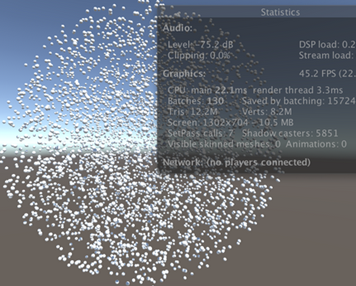 Statistics
Audio:
Level: -75.2 dB DSP load: 0.2
Clipping: 0.0% Stream load:
Graphics: 45.2 FPS (22.
CPU: main 22.1ms render thread 3.3ms
Batches: 130 Saved by batching: 15724
Tris: 12.2M Verts: 8.2M
Screen: 1302x704 - 10.5 MB
SetPass calls: 7 Shadow casters: 5851
Visible skinned meshes: 0 Animations: 0
Network: (no players connected)